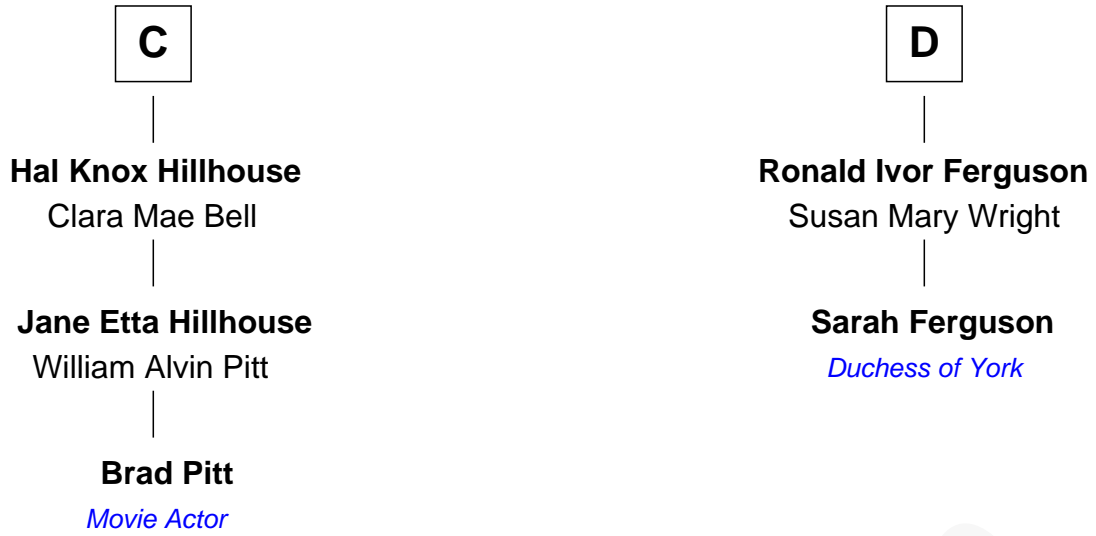 C
Hal Knox Hillhouse
Clara Mae Bell
Jane Etta Hillhouse
William Alvin Pitt
Brad Pitt
Movie Actor
D
Ronald Ivor Ferguson
Susan Mary Wright
Sarah Ferguson
Duchess of York